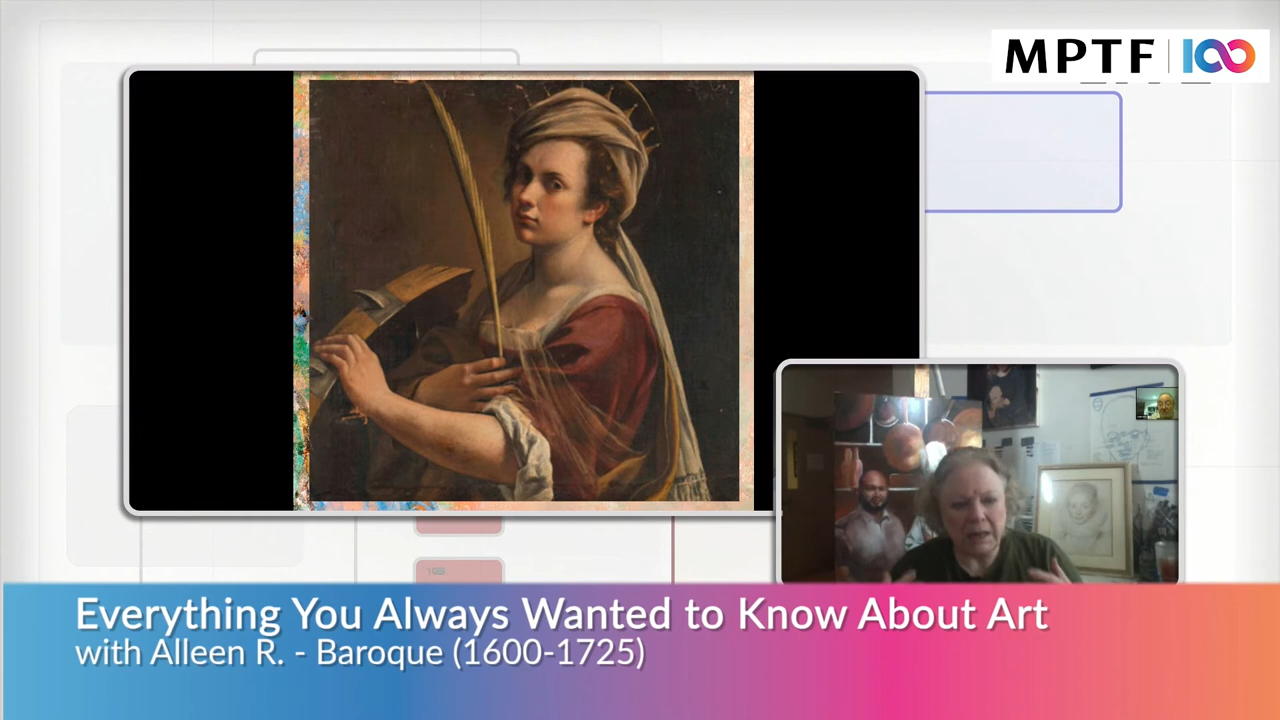 MPTF 100
Everything You Always Wanted to Know About Art
with Alleen R. - Baroque (1600-1725)